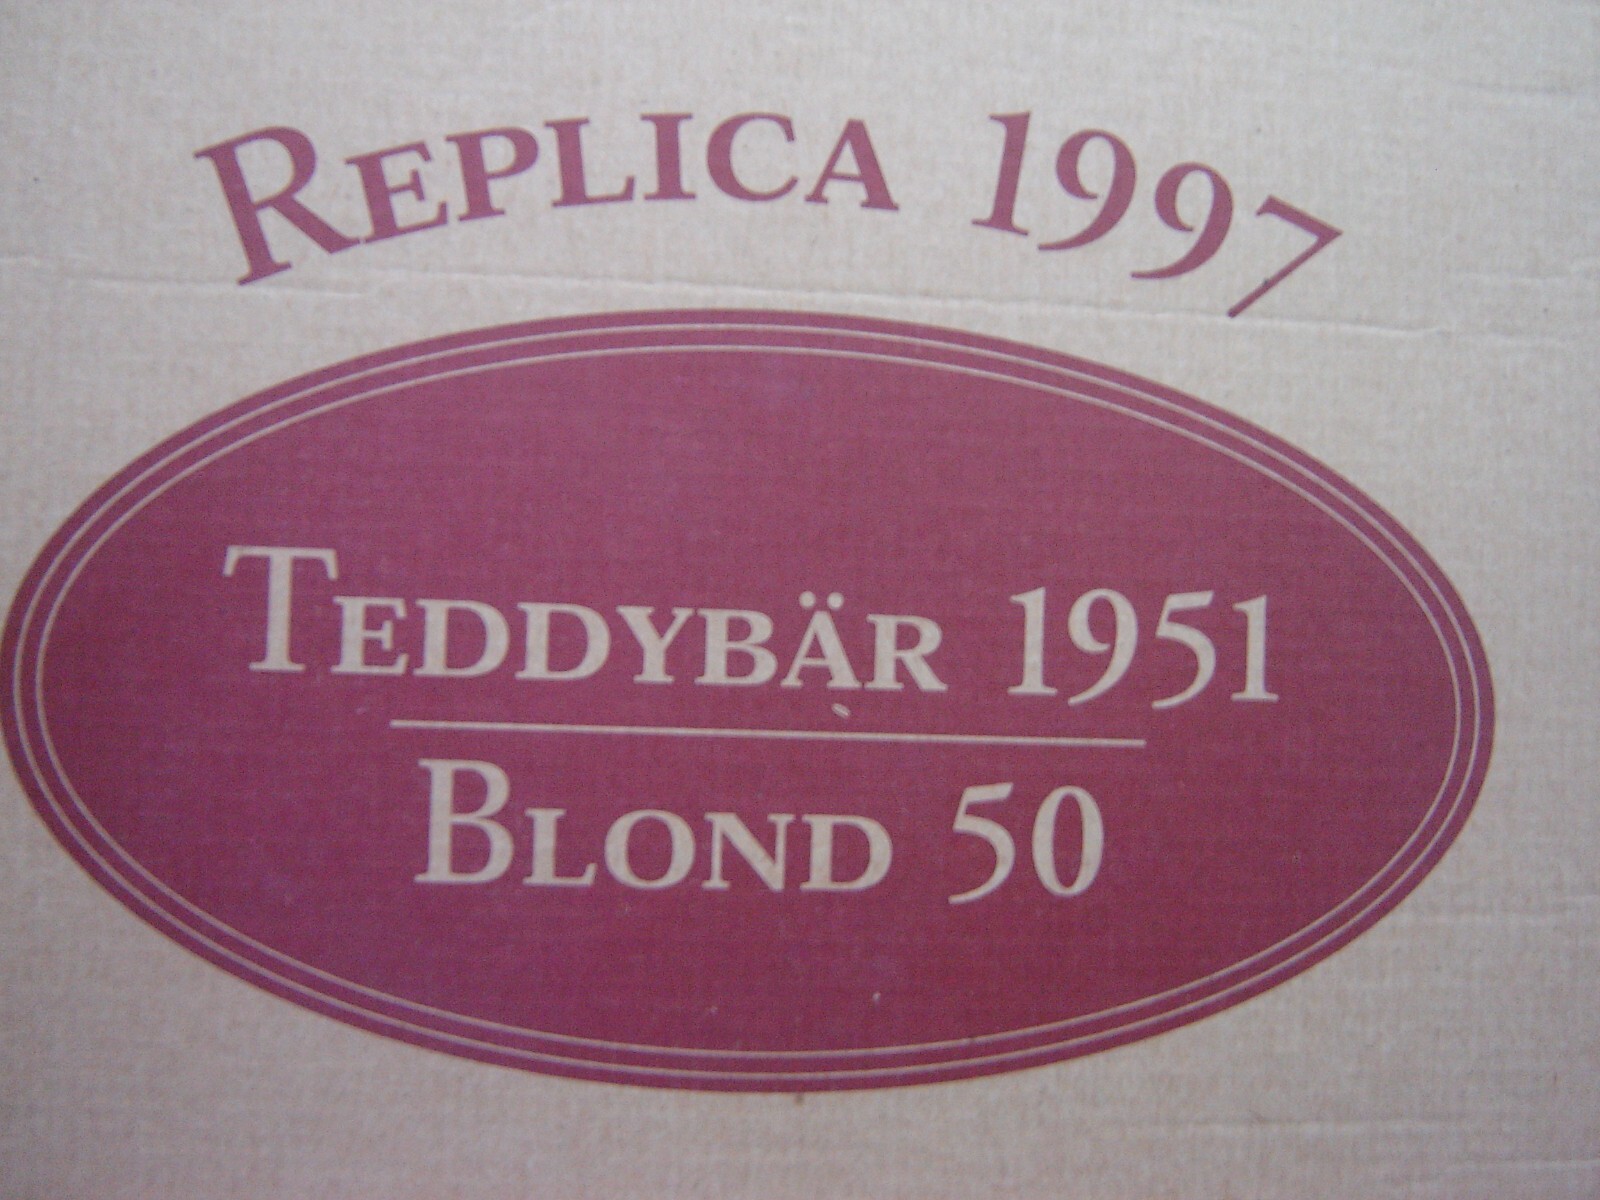 REPLICA 1997
TEDDYBÄR 1951
BLOND 50